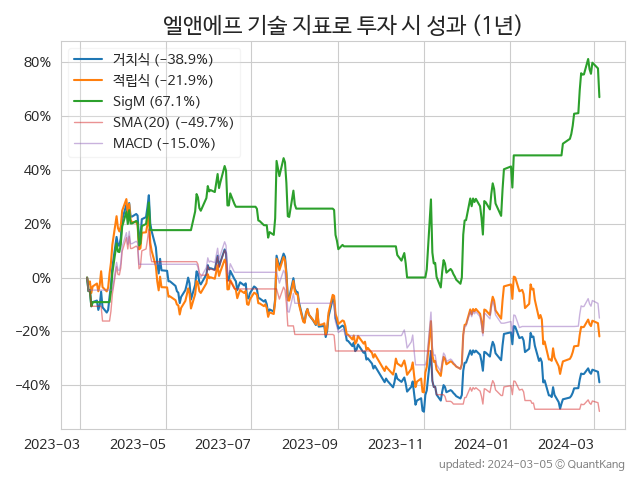 엘앤에프 기술 지표로 투자 시 성과 (1년)
거치식 (−38.9%)
적립식 (−21.9%)
SigM (67.1%)
SMA(20) (−49.7%)
MACD (−15.0%)
80%
60%
40%
20%
0%
−20%
−40%
2023−03 2023−05 2023−07 2023−09 2023−11 2024−01 2024−03
updated: 2024−03−05 © QuantKang